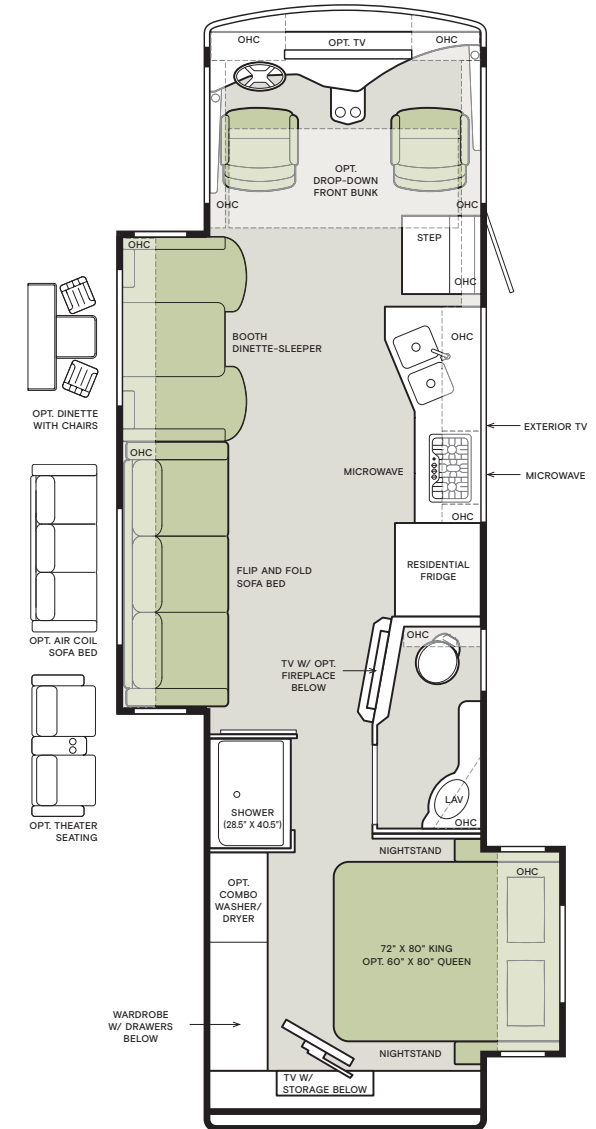 OHC
OPT. TV
OHC
OPT.
DROP-DOWN
FRONT BUNK
OHC
OHC
STEP
OHC
OHC
BOOTH
DINETTE-SLEEPER
OHC
OPT. DINETTE
WITH CHAIRS
EXTERIOR TV
OHC
MICROWAVE
MICROWAVE
OHC
RESIDENTIAL
FRIDGE
FLIP AND FOLD
SOFA BED
OPT. AIR COIL
SOFA BED
OHC
TV W/ OPT.
FIREPLACE
BELOW
LAV
OHC
SHOWER
(28.5" X 40.5")
OPT. THEATER
SEATING
NIGHTSTAND
OHC
OPT.
COMBO
WASHER/
DRYER
72" X 80" KING
OPT. 60" X 80" QUEEN
WARDROBE
W/ DRAWERS
BELOW
NIGHTSTAND
TV W/
STORAGE BELOW